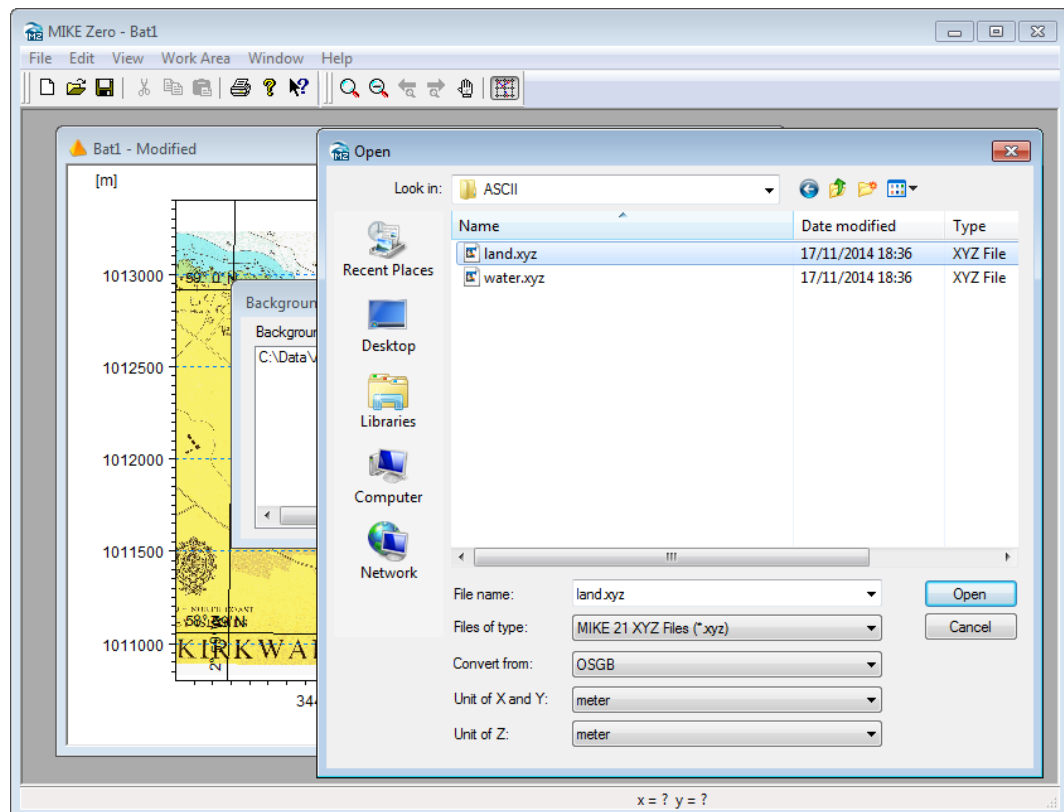 MIKE Zero - Bat1
File Edit View Work Area Window Help
Bat1 - Modified
[m]
1013000
1012500
1012000
1011500
1011000
KIRKWA
344
Backgroun
Backgroun
C:\Data\
Open
Look in: ASCII
Name Date modified Type
land.xyz 17/11/2014 18:36 XYZ File
water.xyz 17/11/2014 18:36 XYZ File
Recent Places
Desktop
Libraries
Computer
Network
File name: land.xyz Open
Files of type: MIKE 21 XYZ Files (*.xyz) Cancel
Convert from: OSGB
Unit of X and Y: meter
Unit of Z: meter
x = ? y = ?